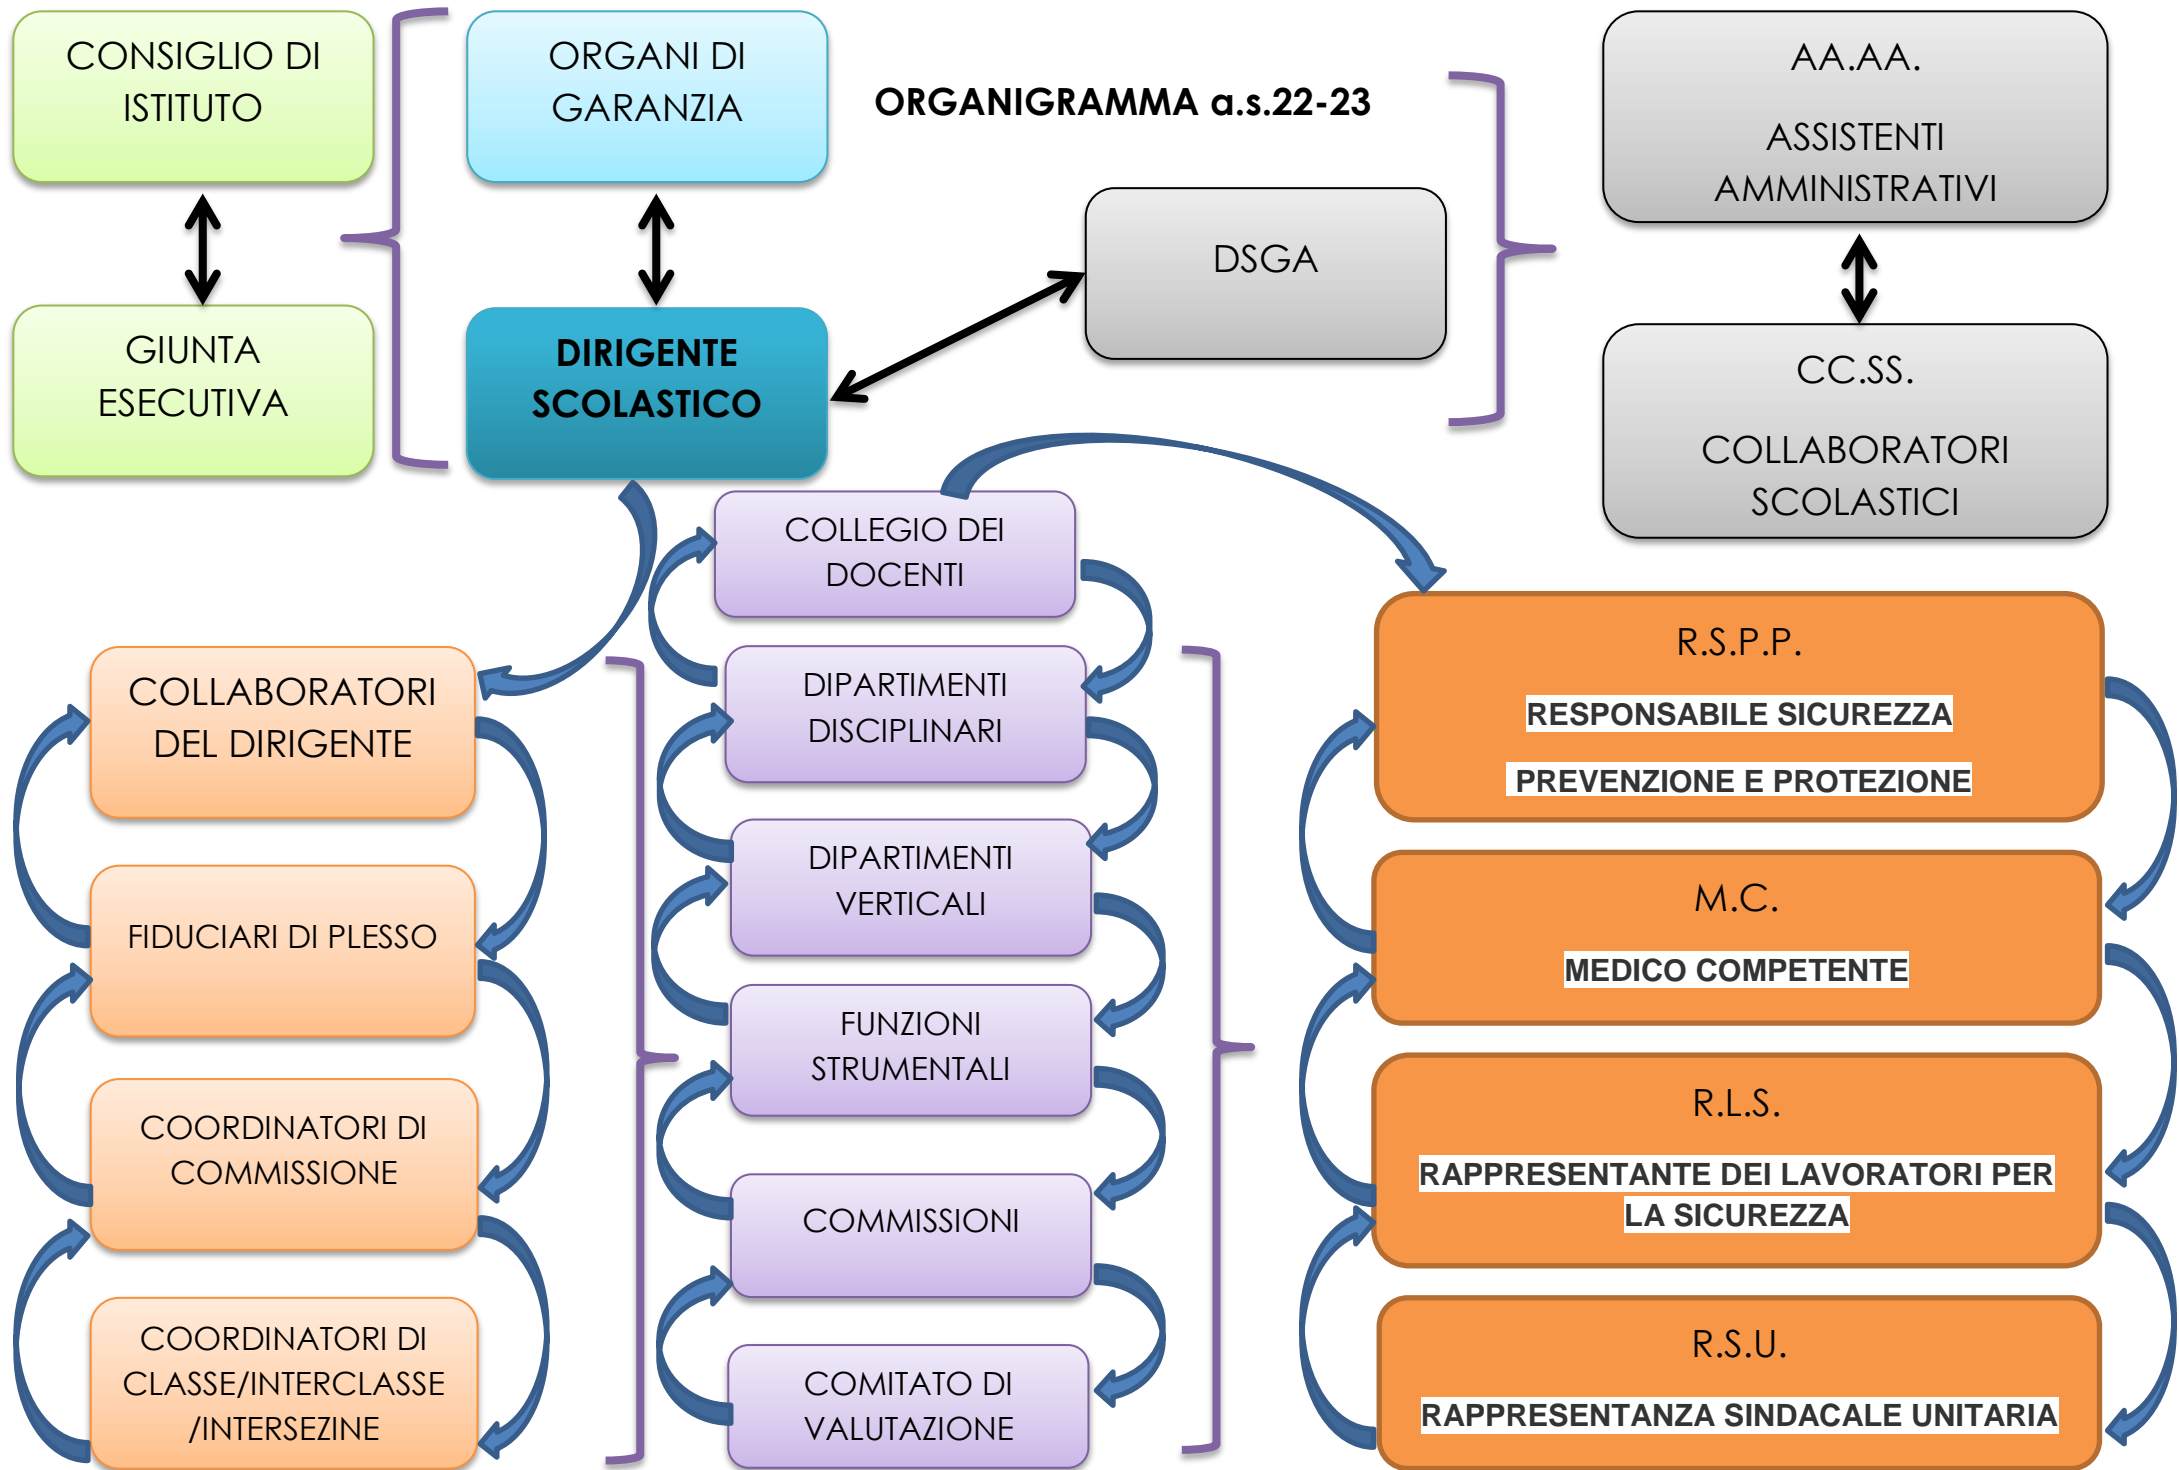 CONSIGLIO DI
ISTITUTO
ORGANI DI
GARANZIA
ORGANIGRAMMA a.s.22-23
AA.AA.
ASSISTENTI
AMMINISTRATIVI
DSGA
GIUNTA
ESECUTIVA
DIRIGENTE
SCOLASTICO
CC.SS.
COLLABORATORI
SCOLASTICI
COLLABORATORI
DEL DIRIGENTE
FIDUCIARI DI PLESSO
COORDINATORI DI
COMMISSIONE
COORDINATORI DI
CLASSE/INTERCLASSE
/INTERSEZINE
COLLEGIO DEI
DOCENTI
DIPARTIMENTI
DISCIPLINARI
DIPARTIMENTI
VERTICALI
FUNZIONI
STRUMENTALI
COMMISSIONI
COMITATO DI
VALUTAZIONE
R.S.P.P.
RESPONSABILE SICUREZZA
PREVENZIONE E PROTEZIONE
M.C.
MEDICO COMPETENTE
R.L.S.
RAPPRESENTANTE DEI LAVORATORI PER
LA SICUREZZA
R.S.U.
RAPPRESENTANZA SINDACALE UNITARIA